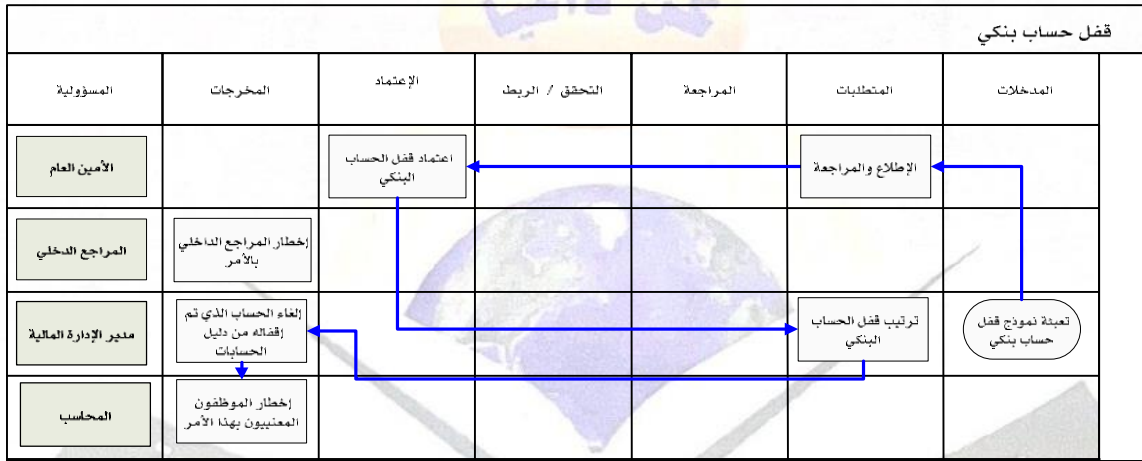 قفل حساب بنكي
المدخلات
المتطلبات
المراجعة
التحقق / الربط
الإعتماد
المخرجات
المسؤولية
الإطلاع والمراجعة
اعتماد قفل الحساب
البنكي
الأمين العام
إخطار المراجع الداخلي
بالأمر
المراجع الدخلي
تعبئة نموذج قفل
حساب بنكي
ترتيب قفل الحساب
البنكي
إلغاء الحساب الذي تم
إقفاله من دليل
الحسابات
مدير الإدارة المالية
إخطار الموظفون
المعنييون بهذا الأمر
المحاسب